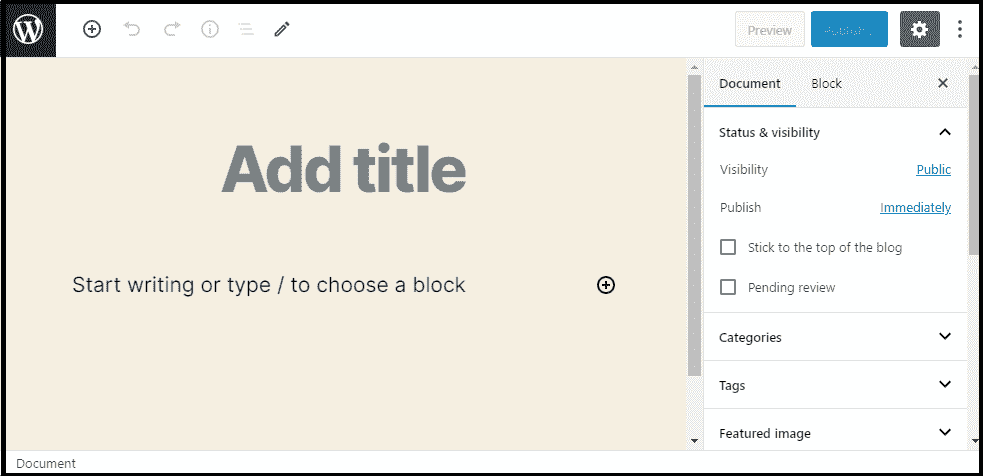 Preview
Publish
Document
Block
Status & visibility
Visibility
Public
Publish
Immediately
Stick to the top of the blog
Pending review
Categories
Tags
Featured image
Add title
Start writing or type / to choose a block
Document